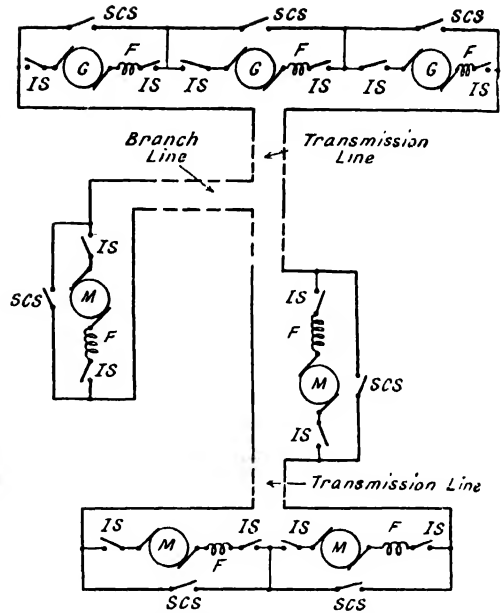 SCS SCS SCS
F F F
IS G IS IS G IS IS G IS
Branch Line
Transmission Line
IS
SCS
M
F
IS
IS
F
M
SCS
IS
Transmission Line
IS IS IS F IS
M F M
SCS SCS